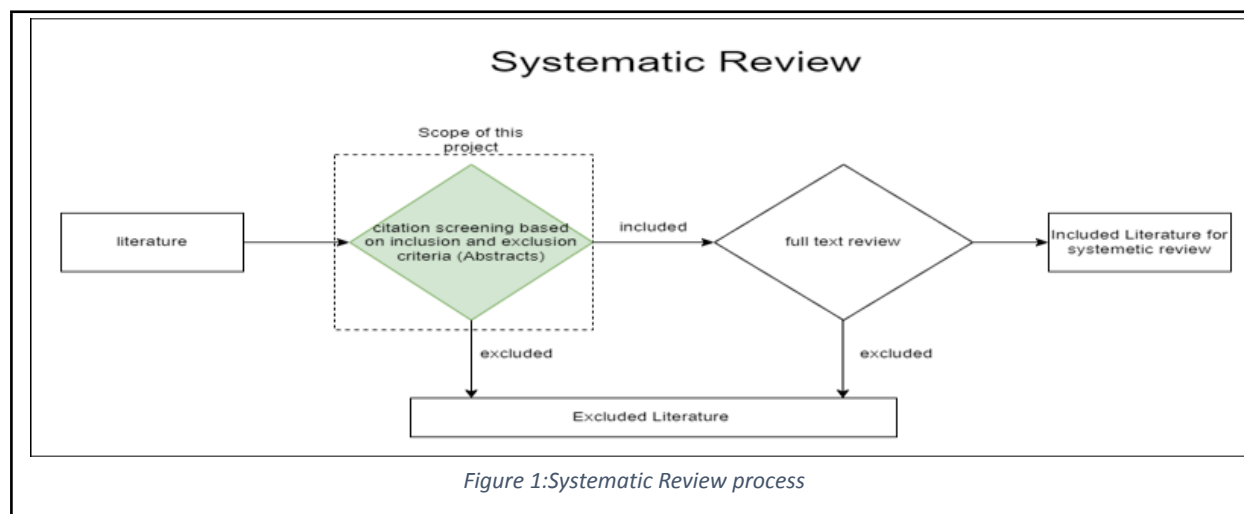 Systematic Review
Scope of this
project
literature
citation screening based
on inclusion and exclusion
criteria (Abstracts)
included
full text review
Included Literature for
systemetic review
excluded
excluded
Excluded Literature
Figure 1:Systematic Review process